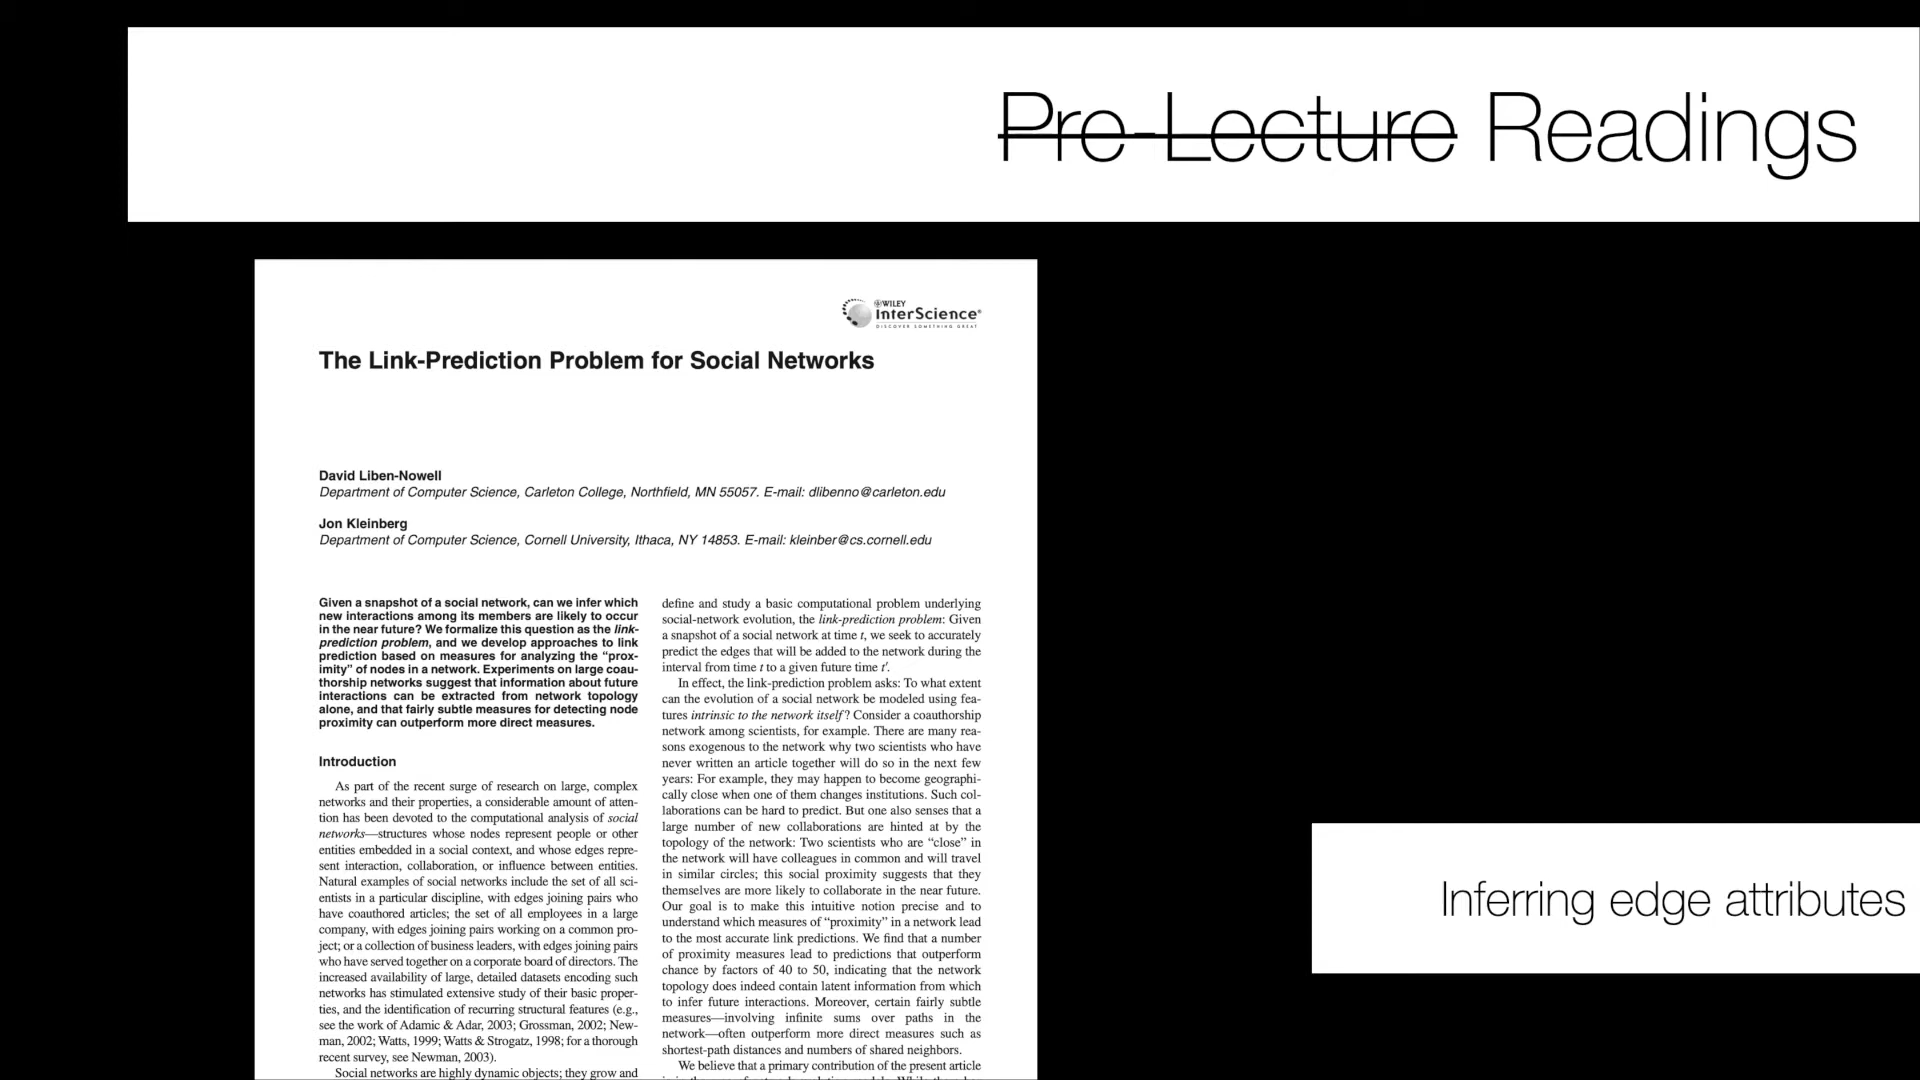 Pre-Lecture Readings
WILEY
InterScience®
DISCOVER SOMETHING GREAT
The Link-Prediction Problem for Social Networks
David Liben-Nowell
Department of Computer Science, Carleton College, Northfield, MN 55057. E-mail: dlibenno@carleton.edu
Jon Kleinberg
Department of Computer Science, Cornell University, Ithaca, NY 14853. E-mail: kleinber@cs.cornell.edu
Given a snapshot of a social network, can we infer which
new interactions among its members are likely to occur
in the near future? We formalize this question as the link-
prediction problem, and we develop approaches to link
prediction based on measures for analyzing the “prox-
imity” of nodes in a network. Experiments on large coau-
thorship networks suggest that information about future
interactions can be extracted from network topology
alone, and that fairly subtle measures for detecting node
proximity can outperform more direct measures.
Introduction
As part of the recent surge of research on large, complex
networks and their properties, a considerable amount of atten-
tion has been devoted to the computational analysis of social
networks—structures whose nodes represent people or other
entities embedded in a social context, and whose edges repre-
sent interaction, collaboration, or influence between entities.
Natural examples of social networks include the set of all sci-
entists in a particular discipline, with edges joining pairs who
have coauthored articles; the set of all employees in a large
company, with edges joining pairs working on a common pro-
ject; or a collection of business leaders, with edges joining pairs
who have served together on a corporate board of directors. The
increased availability of large, detailed datasets encoding such
networks has stimulated extensive study of their basic proper-
ties, and the identification of recurring structural features (e.g.,
see the work of Adamic & Adar, 2003; Grossman, 2002; New-
man, 2002; Watts, 1999; Watts & Strogatz, 1998; for a thorough
recent survey, see Newman, 2003).
Social networks are highly dynamic objects; they grow and
define and study a basic computational problem underlying
social-network evolution, the link-prediction problem: Given
a snapshot of a social network at time t, we seek to accurately
predict the edges that will be added to the network during the
interval from time t to a given future time t′.
In effect, the link-prediction problem asks: To what extent
can the evolution of a social network be modeled using fea-
tures intrinsic to the network itself? Consider a coauthorship
network among scientists, for example. There are many rea-
sons exogenous to the network why two scientists who have
never written an article together will do so in the next few
years: For example, they may happen to become geographi-
cally close when one of them changes institutions. Such col-
laborations can be hard to predict. But one also senses that a
large number of new collaborations are hinted at by the
topology of the network: Two scientists who are “close” in
the network will have colleagues in common and will travel
in similar circles; this social proximity suggests that they
themselves are more likely to collaborate in the near future.
Our goal is to make this intuitive notion precise and to
understand which measures of “proximity” in a network lead
to the most accurate link predictions. We find that a number
of proximity measures lead to predictions that outperform
chance by factors of 40 to 50, indicating that the network
topology does indeed contain latent information from which
to infer future interactions. Moreover, certain fairly subtle
measures—involving infinite sums over paths in the
network—often outperform more direct measures such as
shortest-path distances and numbers of shared neighbors.
We believe that a primary contribution of the present article
Inferring edge attributes